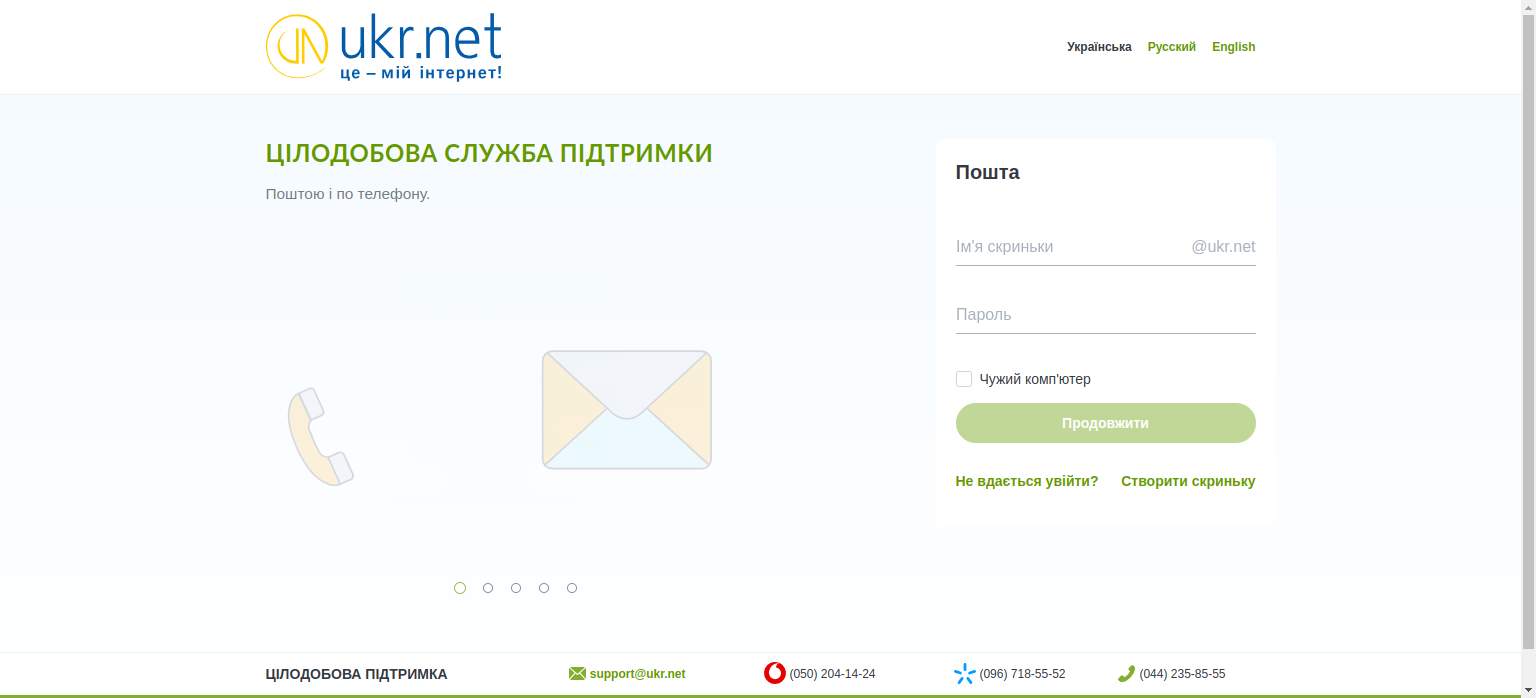 ukr.net
це – мій інтернет!
Українська Русский English
ЦІЛОДОБОВА СЛУЖБА ПІДТРИМКИ
Поштою і по телефону.
Пошта
Ім'я скриньки @ukr.net
Пароль
Чужий комп'ютер
Продовжити
Не вдається увійти? Створити скриньку
ЦІЛОДОБОВА ПІДТРИМКА support@ukr.net (050) 204-14-24 (096) 718-55-52 (044) 235-85-55